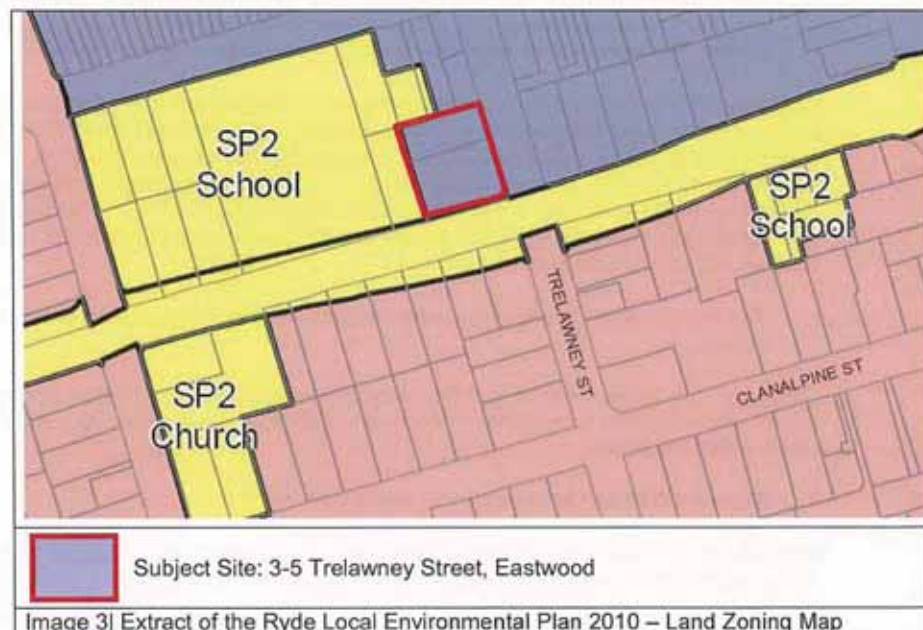 SP2
School
SP2
School
TRELAWNEY ST
CLANALPINE ST
SP2
Church
Subject Site: 3-5 Trelawney Street, Eastwood
Image 3| Extract of the Ryde Local Environmental Plan 2010 – Land Zoning Map